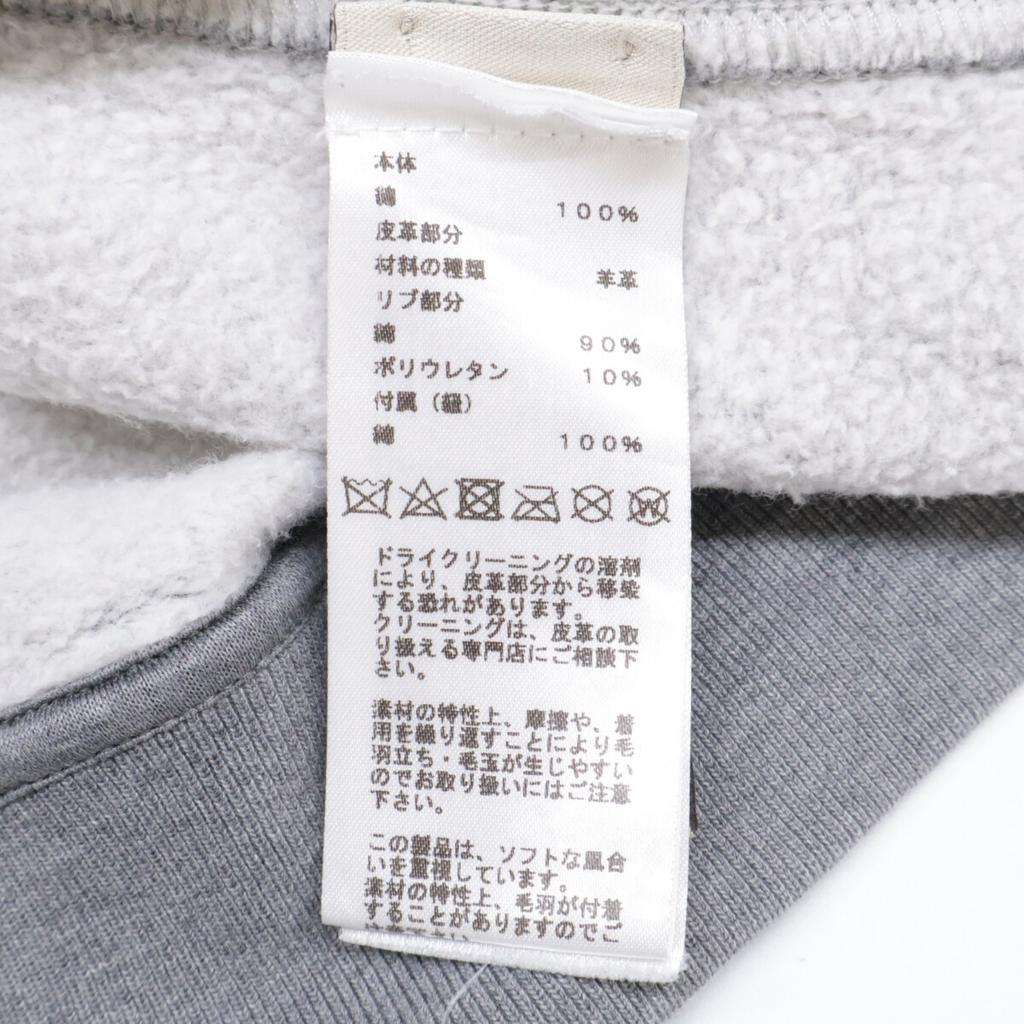 本体
綿 100%
皮革部分
材料の種類 羊革
リブ部分
綿 90%
ポリウレタン 10%
付属（紐）
綿 100%
W
ドライクリーニングの溶剤
により、皮革部分から移染
する恐れがあります。
クリーニングは、皮革の取
り扱える専門店にご相談下
さい。
素材の特性上、摩擦や、着
用を繰り返すことにより毛
羽立ち・毛玉が生じやすい
のでお取り扱いにはご注意
下さい。
この製品は、ソフトな風合
いを重視しています。
素材の特性上、毛羽が付着
することがありますのでご